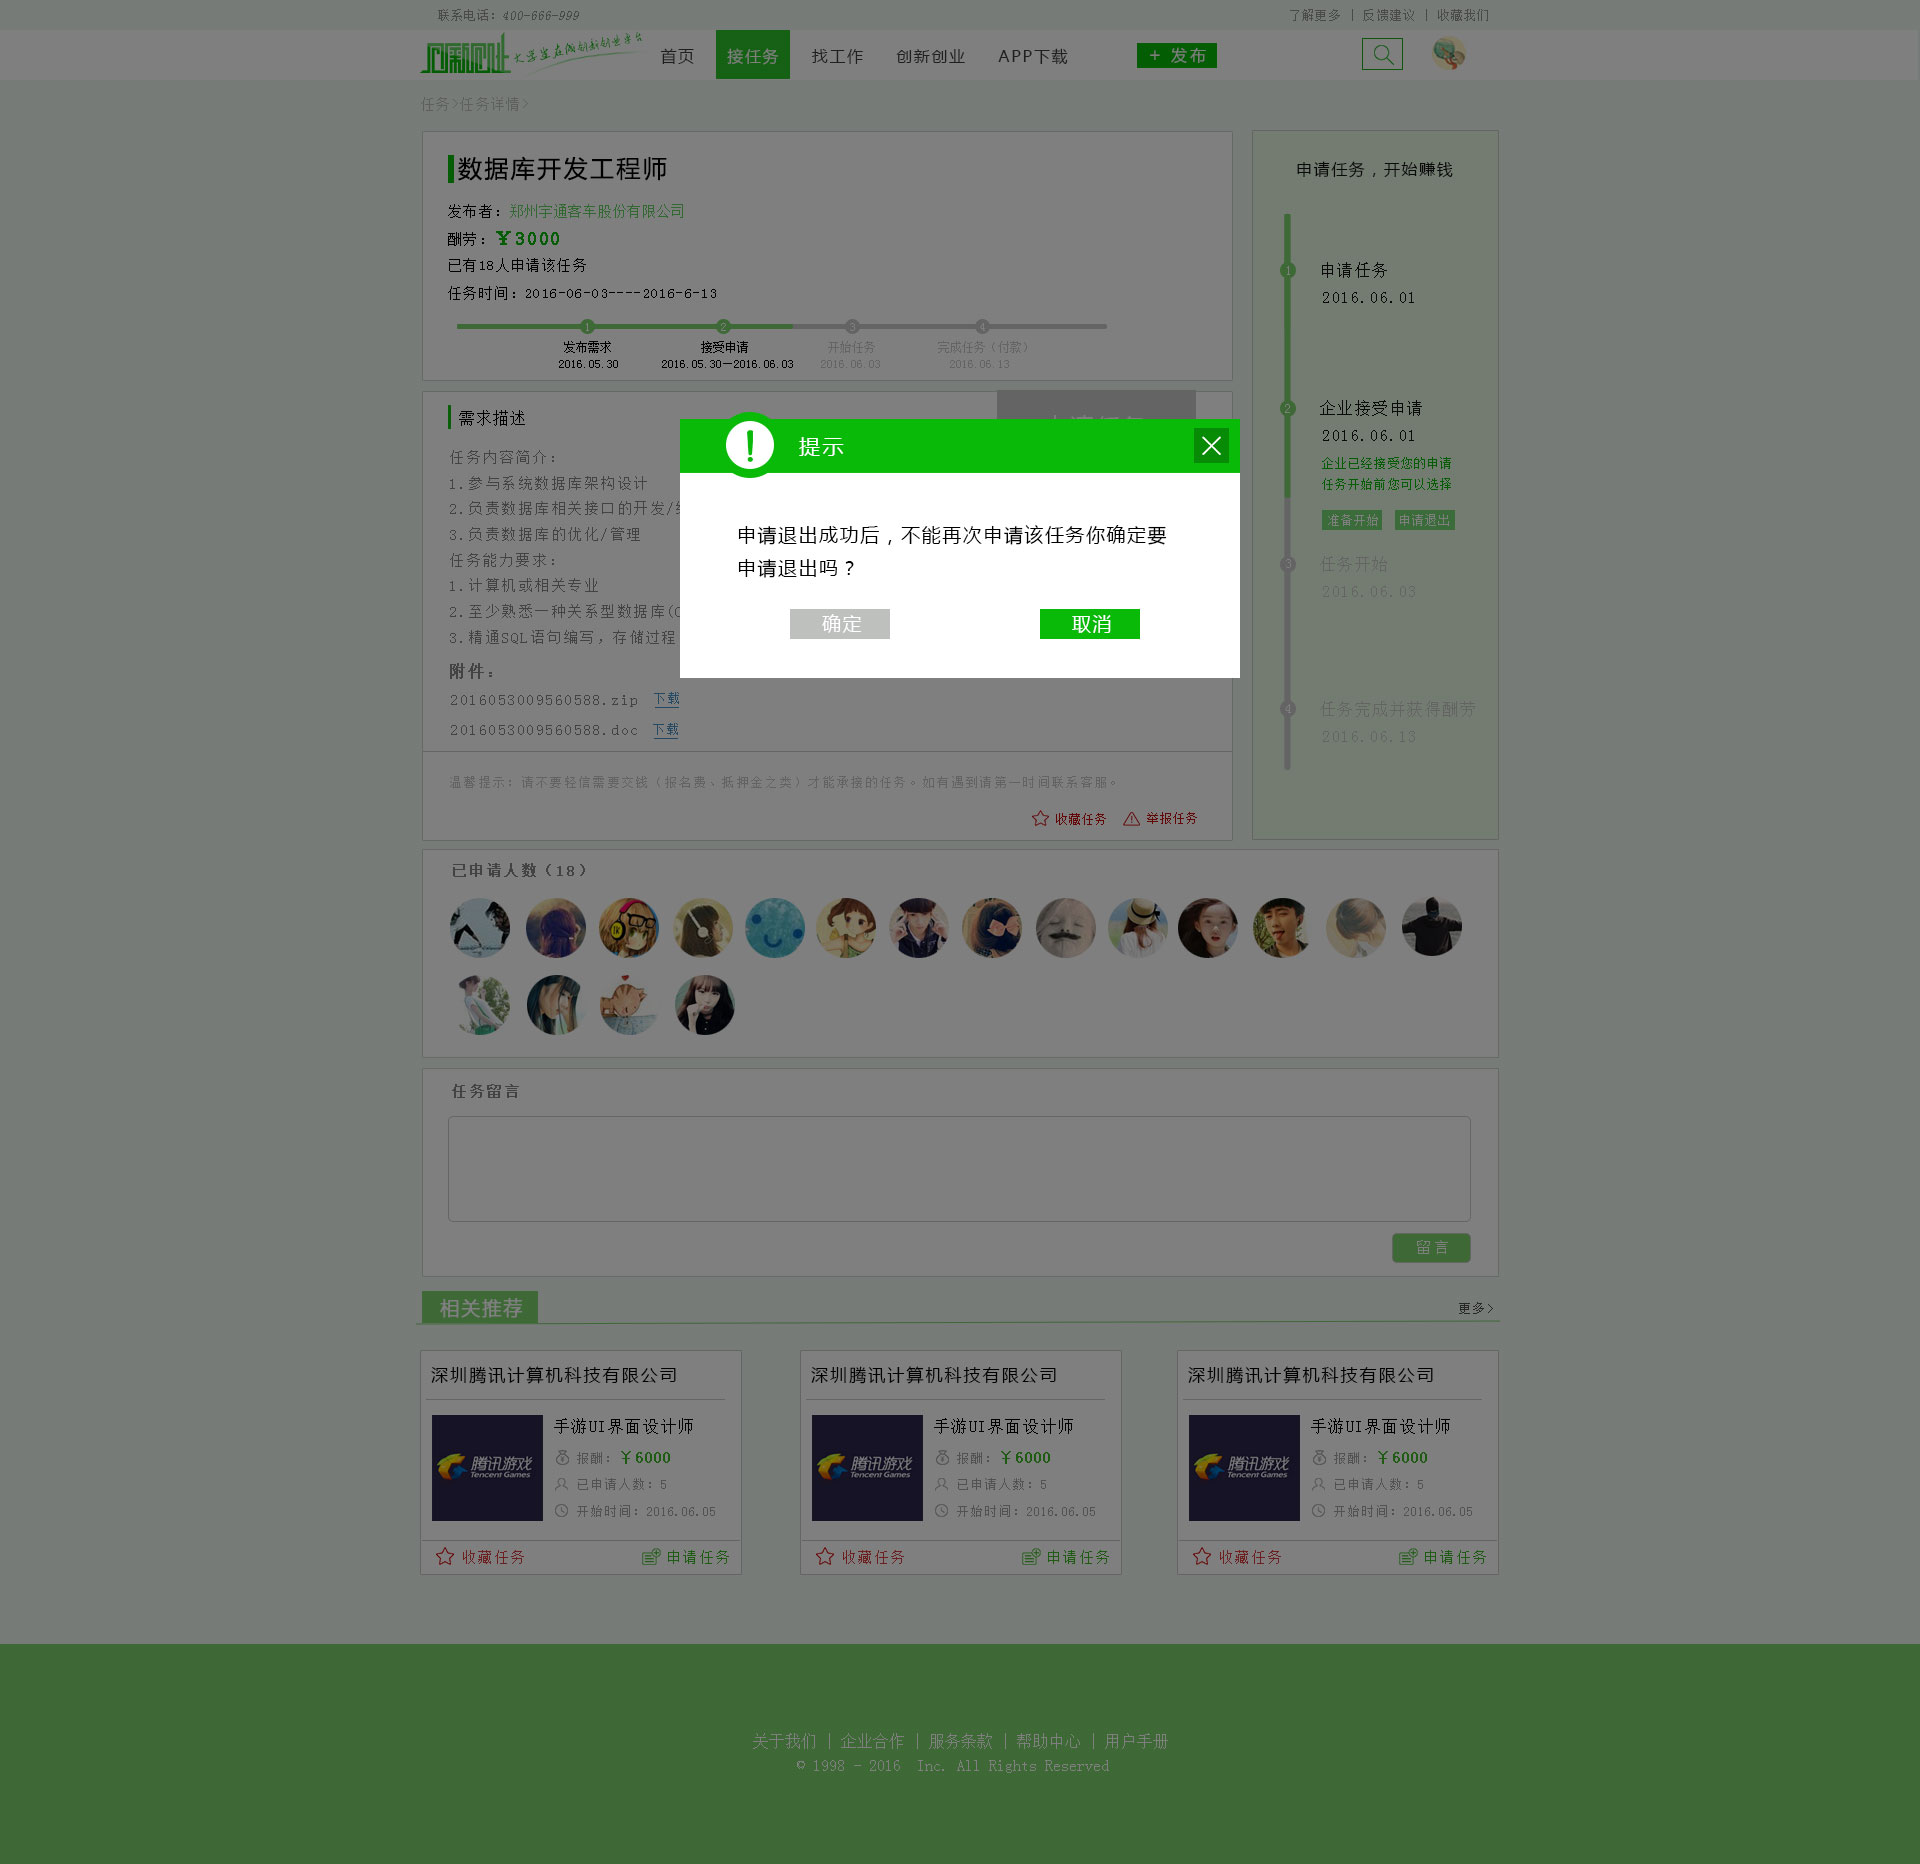 联系电话：400-666-999
了解更多 | 反馈建议 | 收藏我们
大学生在线创新创业平台
首页 接任务 找工作 创新创业 APP下载 + 发布
任务>任务详情>
数据库开发工程师
发布者：郑州宇通客车股份有限公司
酬劳：￥3000
已有18人申请该任务
任务时间：2016-06-03----2016-6-13
1 2 3 4
发布需求 接受申请 开始任务 完成任务（付款）
2016.05.30 2016.05.30—2016.06.03 2016.06.03 2016.06.13
申请任务，开始赚钱
1 申请任务
2016.06.01
2 企业接受申请
2016.06.01
企业已经接受您的申请
任务开始前您可以选择
准备开始 申请退出
3 任务开始
2016.06.03
4 任务完成并获得酬劳
2016.06.13
需求描述
任务内容简介：
1.参与系统数据库架构设计
2.负责数据库相关接口的开发/
3.负责数据库的优化/管理
任务能力要求：
1.计算机或相关专业
2.至少熟悉一种关系型数据库(
3.精通SQL语句编写，存储过程
附件：
2016053009560588.zip 下载
2016053009560588.doc 下载
温馨提示：请不要轻信需要交钱（报名费、抵押金之类）才能承接的任务。如有遇到请第一时间联系客服。
收藏任务 举报任务
提示
申请退出成功后，不能再次申请该任务你确定要
申请退出吗？
确定 取消
已申请人数（18）
任务留言
留言
相关推荐
更多>
深圳腾讯计算机科技有限公司
腾讯游戏
Tencent Games
手游UI界面设计师
报酬：￥6000
已申请人数：5
开始时间：2016.06.05
收藏任务 申请任务
深圳腾讯计算机科技有限公司
腾讯游戏
Tencent Games
手游UI界面设计师
报酬：￥6000
已申请人数：5
开始时间：2016.06.05
收藏任务 申请任务
深圳腾讯计算机科技有限公司
腾讯游戏
Tencent Games
手游UI界面设计师
报酬：￥6000
已申请人数：5
开始时间：2016.06.05
收藏任务 申请任务
关于我们 | 企业合作 | 服务条款 | 帮助中心 | 用户手册
© 1998 - 2016 Inc. All Rights Reserved